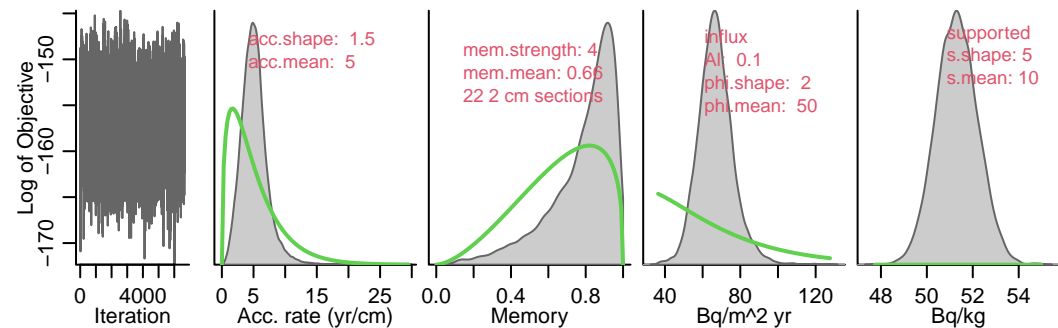 Log of Objective
−170
−160
−150
0
4000
Iteration
acc.shape: 1.5
acc.mean: 5
0
5
15
25
Acc. rate (yr/cm)
mem.strength: 4
mem.mean: 0.66
22 2 cm sections
0.0
0.4
0.8
Memory
influx
Al: 0.1
phi.shape: 2
phi.mean: 50
40
80
120
Bq/m^2 yr
supported
s.shape: 5
s.mean: 10
48
50
52
54
Bq/kg